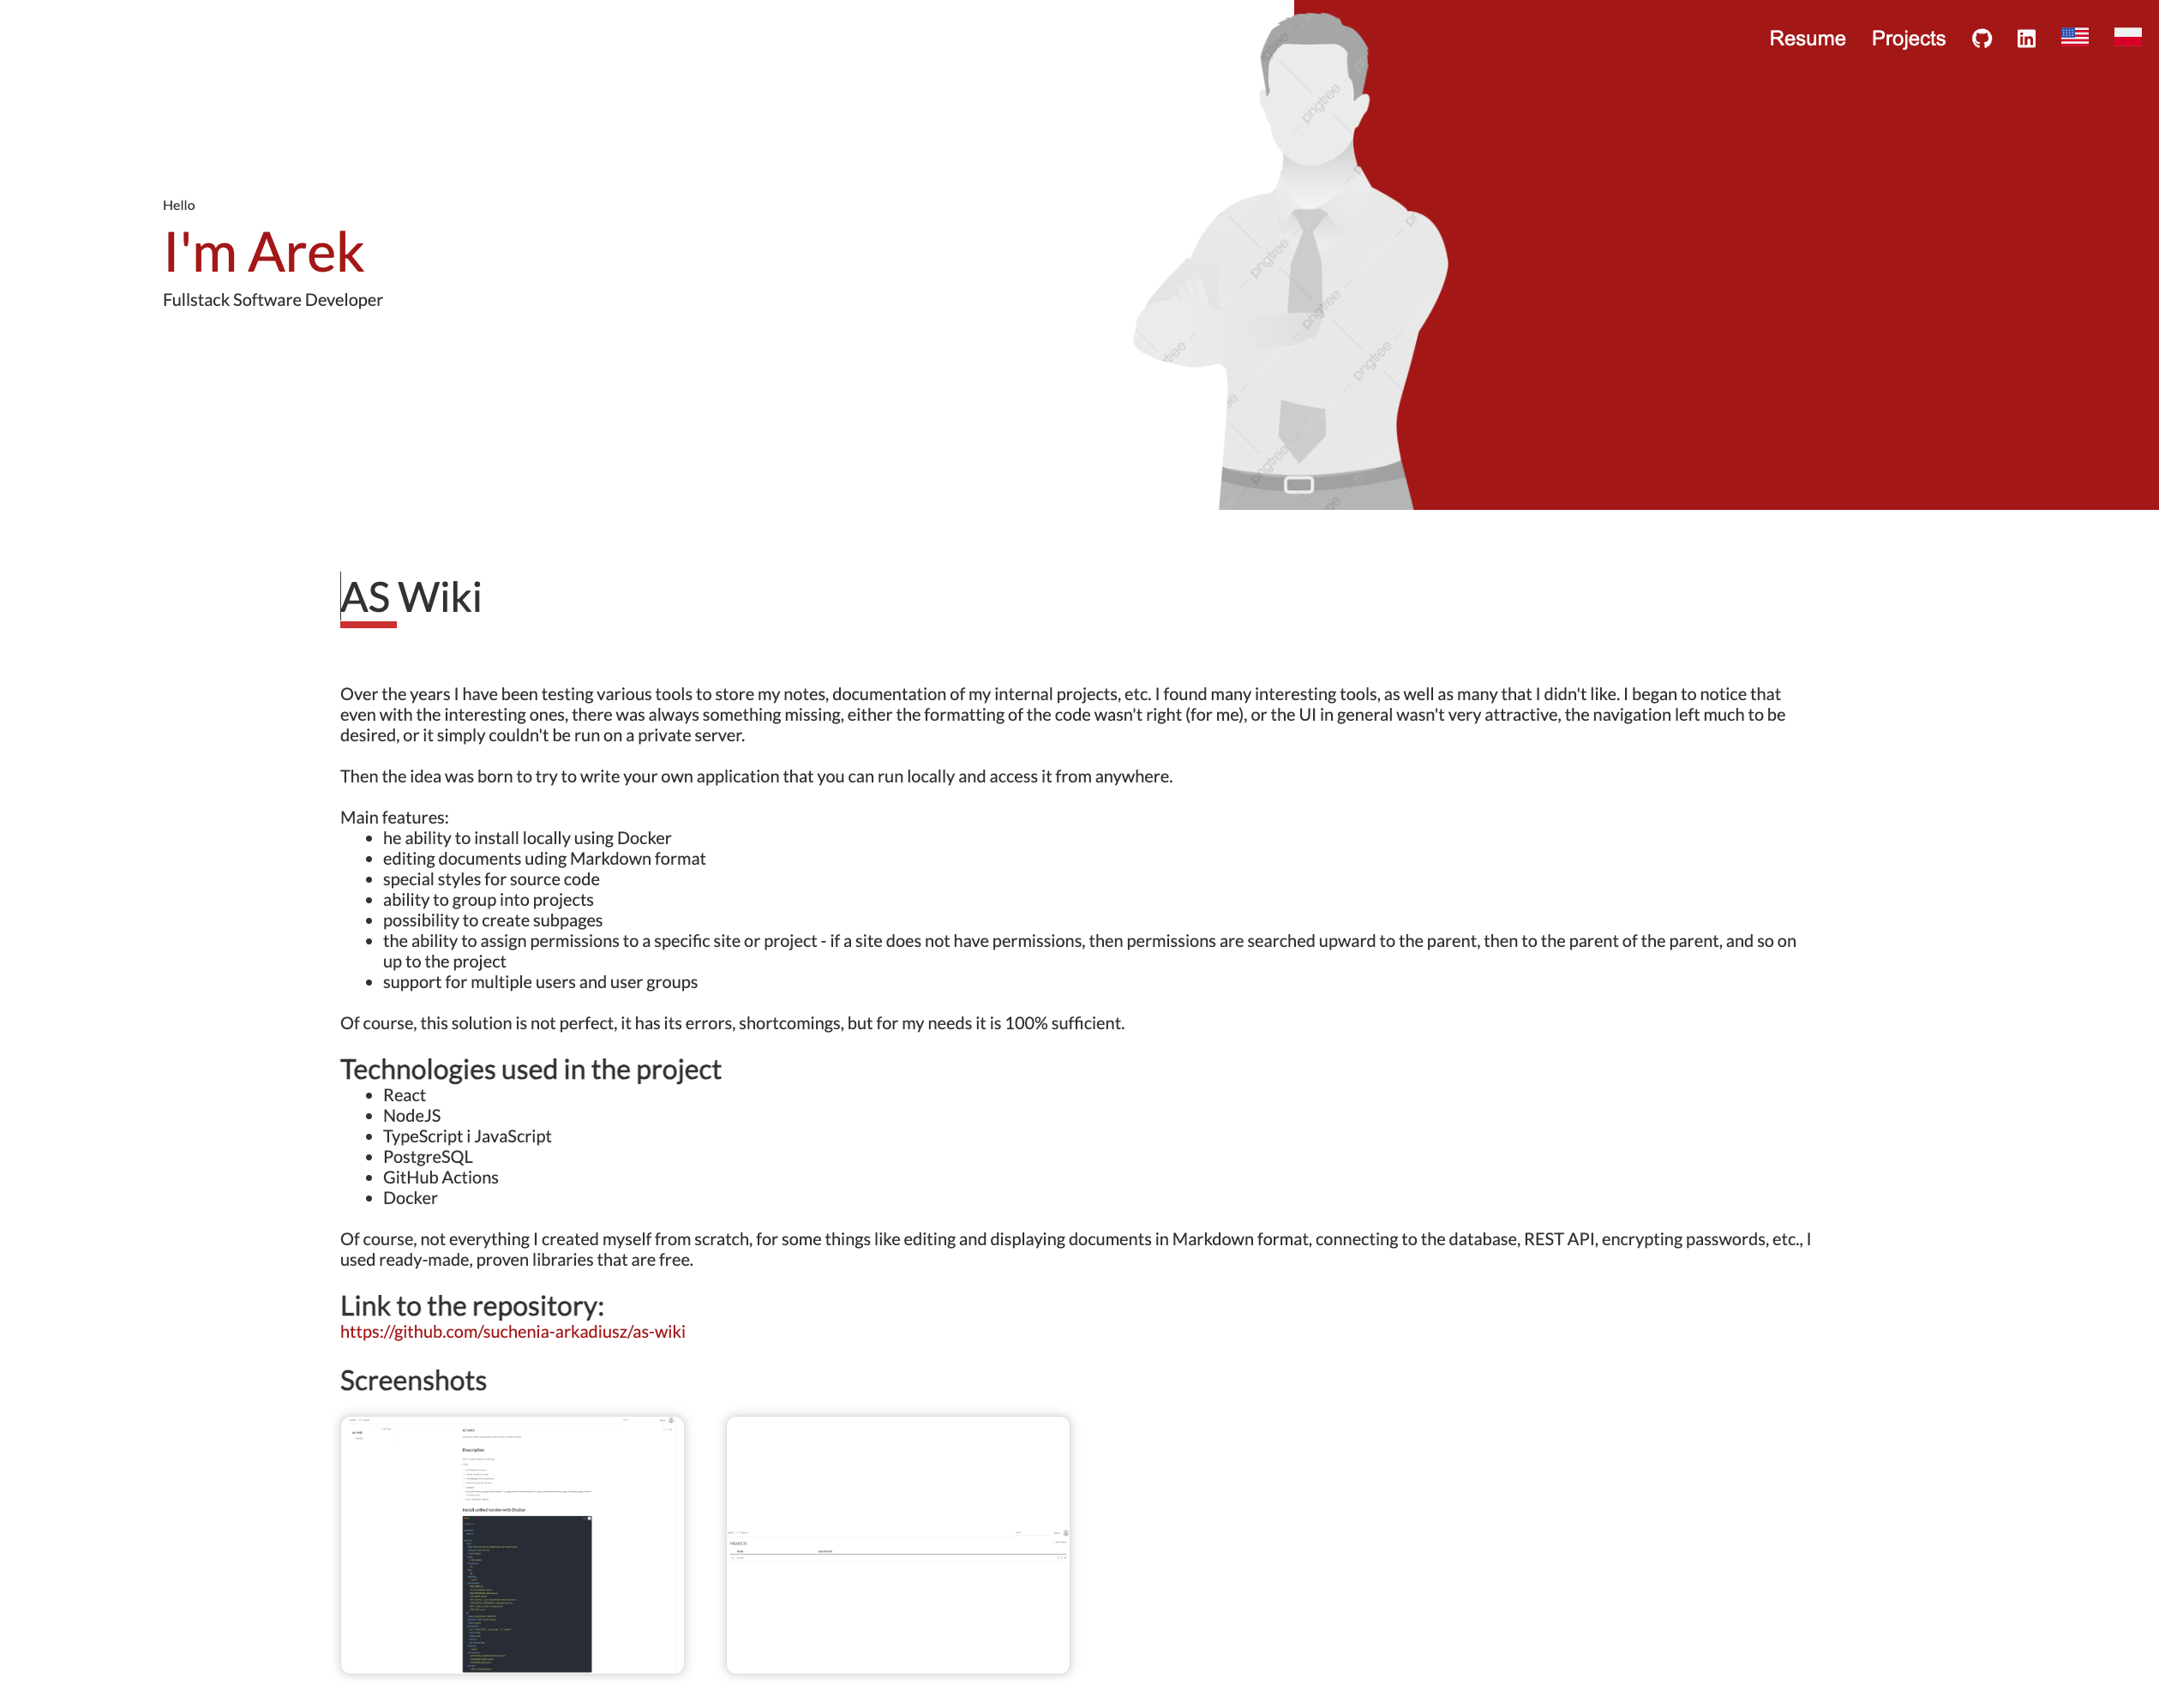 Resume Projects
Hello
I'm Arek
Fullstack Software Developer
pngtree
pngtree
pngtree
pngtree
pngtree
AS Wiki
Over the years I have been testing various tools to store my notes, documentation of my internal projects, etc. I found many interesting tools, as well as many that I didn't like. I began to notice that
even with the interesting ones, there was always something missing, either the formatting of the code wasn't right (for me), or the UI in general wasn't very attractive, the navigation left much to be
desired, or it simply couldn't be run on a private server.
Then the idea was born to try to write your own application that you can run locally and access it from anywhere.
Main features:
he ability to install locally using Docker
editing documents uding Markdown format
special styles for source code
ability to group into projects
possibility to create subpages
the ability to assign permissions to a specific site or project - if a site does not have permissions, then permissions are searched upward to the parent, then to the parent of the parent, and so on
up to the project
support for multiple users and user groups
Of course, this solution is not perfect, it has its errors, shortcomings, but for my needs it is 100% sufficient.
Technologies used in the project
React
NodeJS
TypeScript i JavaScript
PostgreSQL
GitHub Actions
Docker
Of course, not everything I created myself from scratch, for some things like editing and displaying documents in Markdown format, connecting to the database, REST API, encrypting passwords, etc., I
used ready-made, proven libraries that are free.
Link to the repository:
https://github.com/suchenia-arkadiusz/as-wiki
Screenshots
Description
Install unified version with Docker
PROJECTS